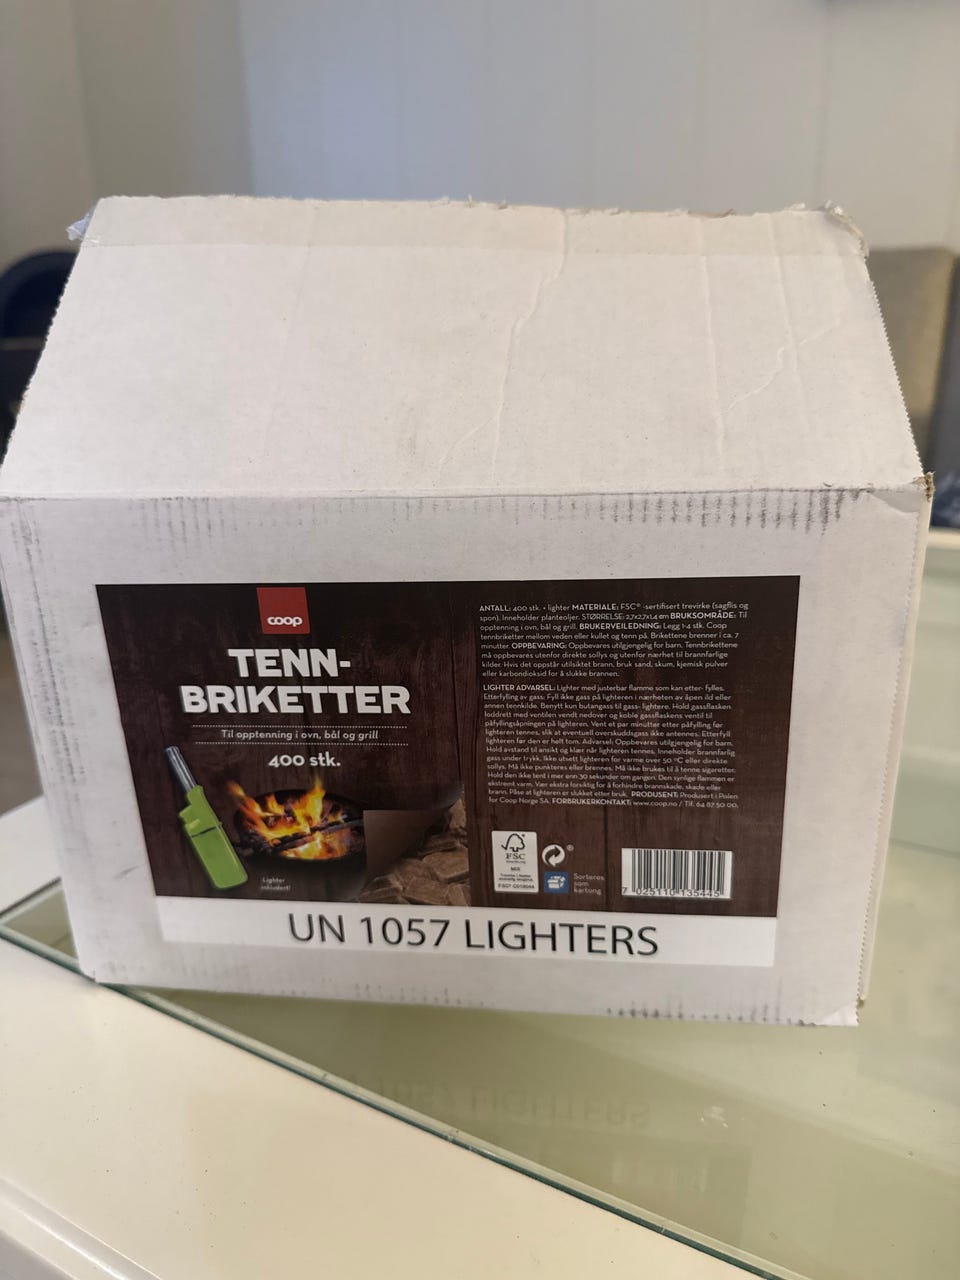 coop
TENN-
BRIKETTER
Til opptenning i ovn, bål og grill
400 stk.
Lighter
inkludert!
ANTALL: 400 stk. + lighter MATERIALE: FSC® -sertifisert trevirke (sagflis og
spon). Inneholder planteoljer. STØRRELSE: 2,7x2,7x1,4 cm BRUKSOMRÅDE: Til
opptenning i ovn, bål og grill. BRUKERVEILEDNING: Legg 1-4 stk. Coop
tennbriketter mellom veden eller kullet og tenn på. Brikettene brenner i ca. 7
minutter. OPPBEVARING: Oppbevares utilgjengelig for barn. Tennbrikettene
må oppbevares utenfor direkte sollys og utenfor nærhet til brannfarlige
kilder. Hvis det oppstår utilsiktet brann, bruk sand, skum, kjemisk pulver
eller karbondioksid for å slukke brannen.
LIGHTER ADVARSEL: Lighter med justerbar flamme som kan etter- fylles.
Etterfylling av gass: Fyll ikke gass på lighteren i nærheten av åpen ild eller
annen tennkilde. Benytt kun butangass til gass- lightere. Hold gassflasken
loddrett med ventilen vendt nedover og koble gassflaskens ventil til
påfyllingsåpningen på lighteren. Vent et par minutter etter påfylling før
lighteren tennes, slik at eventuell overskuddsgass ikke antennes. Etterfyll
lighteren før den er helt tom. Advarsel: Oppbevares utilgjengelig for barn.
Hold avstand til ansikt og klær når lighteren tennes. Inneholder brannfarlig
gass under trykk. Ikke utsett lighteren for varme over 50 °C eller direkte
sollys. Må ikke punkteres eller brennes. Må ikke brukes til å tenne sigaretter.
Hold den ikke tent i mer enn 30 sekunder om gangen. Den synlige flammen er
ekstremt varm. Vær ekstra forsiktig for å forhindre brannskade, skade eller
brann. Påse at lighteren er slukket etter bruk. PRODUSENT: Produsert i Polen
for Coop Norge SA. FORBRUKERKONTAKT: www.coop.no / Tlf. 64 87 50 00.
FSC
MIX
Sorteres
som
kartong
7 025110 135445
UN 1057 LIGHTERS